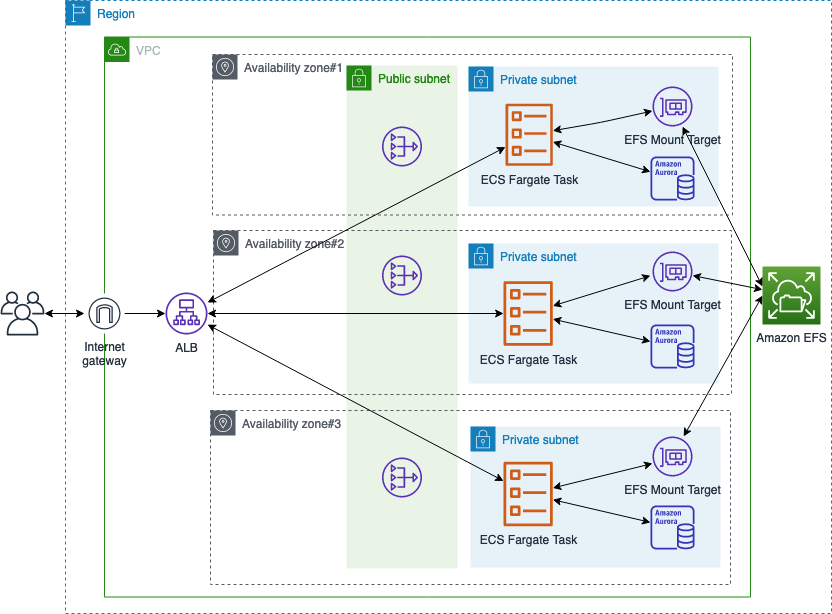 Region
VPC
Availability zone#1
Public subnet
Private subnet
EFS Mount Target
Amazon
Aurora
ECS Fargate Task
Availability zone#2
Private subnet
EFS Mount Target
Amazon
Aurora
ECS Fargate Task
Internet
gateway
ALB
Amazon EFS
Availability zone#3
Private subnet
EFS Mount Target
Amazon
Aurora
ECS Fargate Task